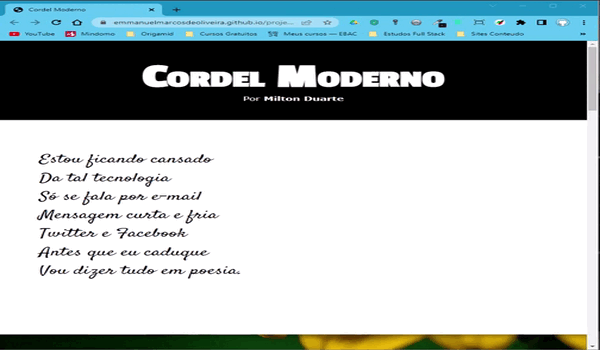 Cordel Moderno
emmanuelmarcosdeoliveira.github.io/proje...
YouTube Mindomo Origamid Cursos Gratuitos Meus cursos — EBAC Estudos Full Stack Sites Conteudo
Cordel Moderno
Por Milton Duarte
Estou ficando cansado
Da tal tecnologia
Só se fala por e-mail
Mensagem curta e fria
Twitter e Facebook
Antes que eu caduque
Vou dizer tudo em poesia.